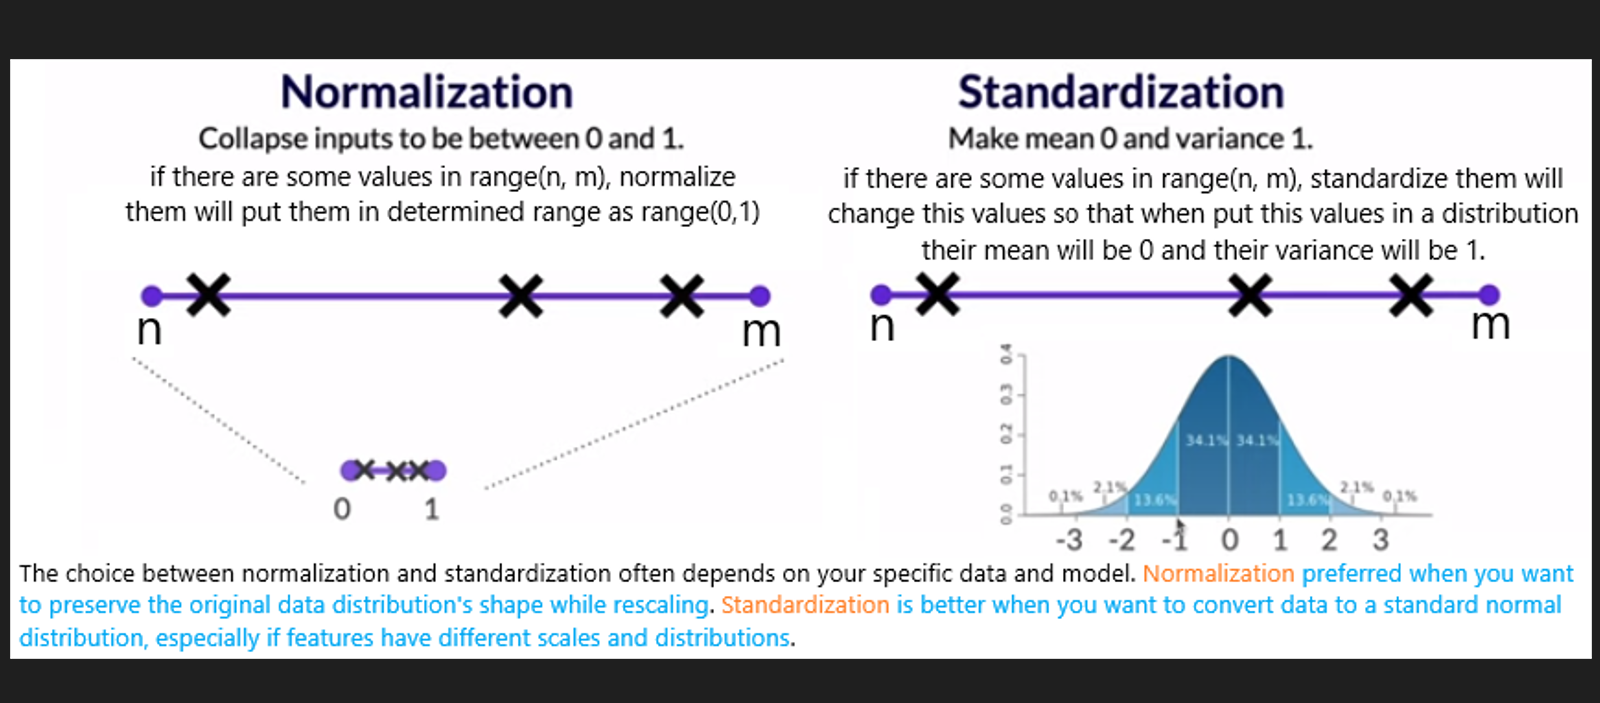 Normalization
Collapse inputs to be between 0 and 1.
if there are some values in range(n, m), normalize
them will put them in determined range as range(0,1)
n
m
0
1
Standardization
Make mean 0 and variance 1.
if there are some values in range(n, m), standardize them will
change this values so that when put this values in a distribution
their mean will be 0 and their variance will be 1.
n
m
0.4
0.3
0.2
0.1
0.0
0.1%
2.1%
13.6%
34.1%
34.1%
13.6%
2.1%
0.1%
-3 -2 -1 0 1 2 3
The choice between normalization and standardization often depends on your specific data and model. Normalization preferred when you want
to preserve the original data distribution's shape while rescaling. Standardization is better when you want to convert data to a standard normal
distribution, especially if features have different scales and distributions.